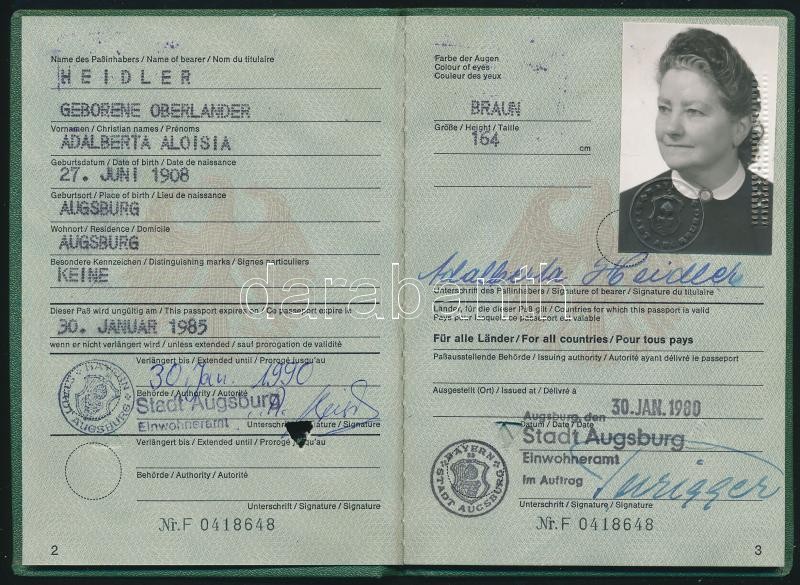 Name des Paßinhabers / Name of bearer / Nom du titulaire
HEIDLER
GEBORENE OBERLANDER
Vornamen / Christian names / Prénoms
ADALBERTA ALOISIA
Geburtsdatum / Date of birth / Date de naissance
27. JUNI 1908
Geburtsort / Place of birth / Lieu de naissance
AUGSBURG
Wohnort / Residence / Domicile
AUGSBURG
Besondere Kennzeichen / Distinguishing marks / Signes particuliers
KEINE
Dieser Paß wird ungültig am / This passport expires on / Ce passeport expire le
30. JANUAR 1985
wenn er nicht verlängert wird / unless extended / sauf prorogation de validité
Verlängert bis / Extended until / Prorogé jusqu'au
30. Jan. 1990
Behörde / Authority / Autorité
Stadt Augsburg
Einwohneramt
Unterschrift / Signature / Signature
BAYERN
STADT AUGSBURG
Verlängert bis / Extended until / Prorogé jusqu'au
Behörde / Authority / Autorité
Unterschrift / Signature / Signature
Nr. F 0418648
2
Farbe der Augen
Colour of eyes
Couleur des yeux
BRAUN
Größe / Height / Taille
164
cm
Adalberta Heidler
Unterschrift des Paßinhabers / Signature of bearer / Signature du titulaire
Länder, für die dieser Paß gilt / Countries for which this passport is valid
Pays pour lesquels ce passeport est valable
Für alle Länder / For all countries / Pour tous pays
Paßausstellende Behörde / Issuing authority / Autorité ayant délivré le passeport
Ausgestellt (Ort) / Issued at / Délivré à
Augsburg, den 30. JAN. 1980
Datum / Date / Date
Stadt Augsburg
Einwohneramt
Im Auftrag
BAYERN
STADT AUGSBURG
Unterschrift / Signature / Signature
Nr. F 0418648
3
darabanth